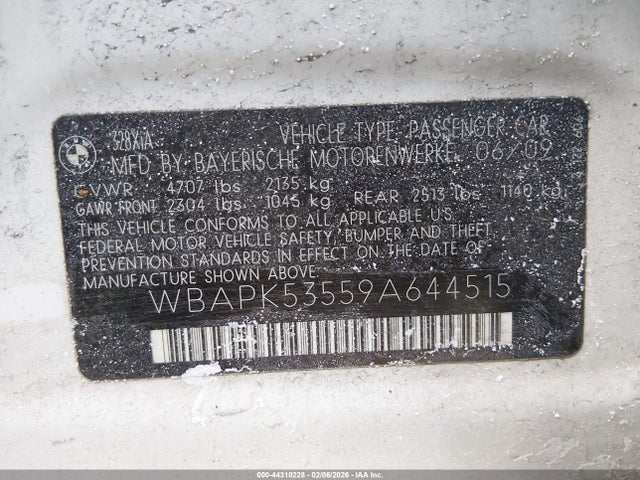 BMW
328XiA VEHICLE TYPE: PASSENGER CAR
MFD BY: BAYERISCHE MOTORENWERKE 06.09
GVWR 4707 lbs 2135 kg
GAWR FRONT 2304 lbs 1045 kg REAR 2513 lbs 1140 kg
THIS VEHICLE CONFORMS TO ALL APPLICABLE
FEDERAL MOTOR VEHICLE SAFETY, BUMPER AND THEFT
PREVENTION STANDARDS IN EFFECT ON THE DATE OF
MANUFACTURE SHOWN ABOVE.
WBAPK53559A644515
000-44310228 - 02/06/2026 - IAA Inc.